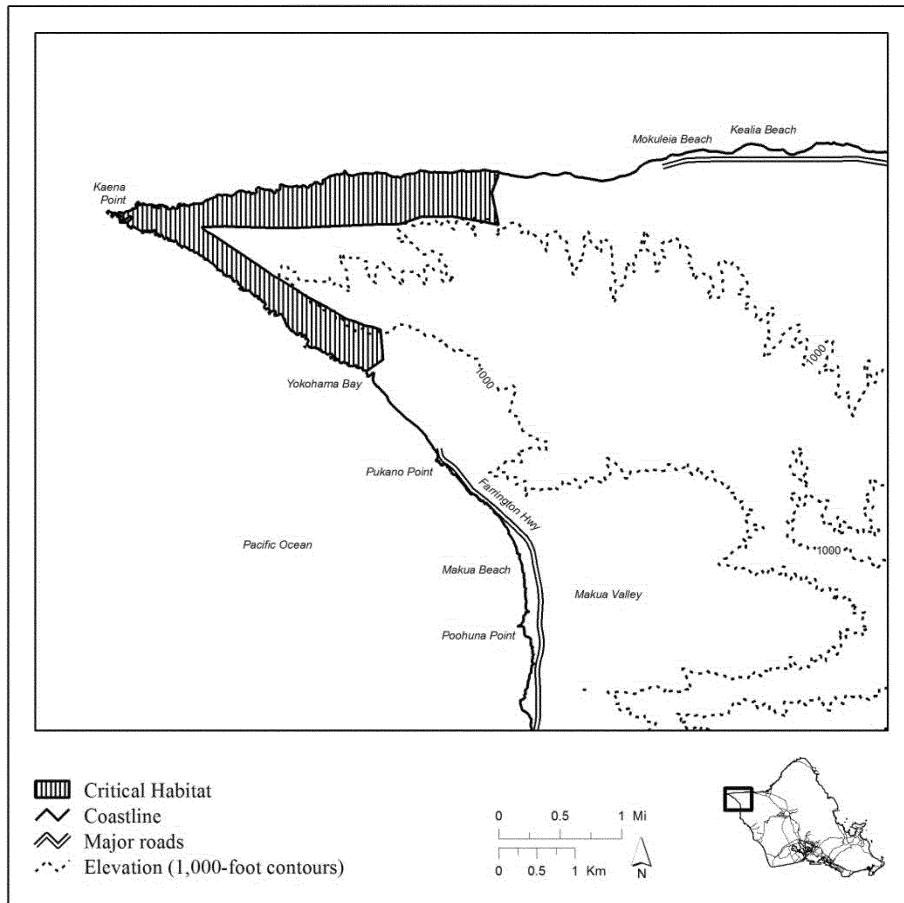 Kealia Beach
Mokuleia Beach
Kaena
Point
1000
1000
Yokohama Bay
Pukano Point
Farrington Hwy
Pacific Ocean
1000
Makua Beach
Makua Valley
Poohuna Point
Critical Habitat
Coastline
Major roads
Elevation (1,000-foot contours)
0 0.5 1 Mi
0 0.5 1 Km
N